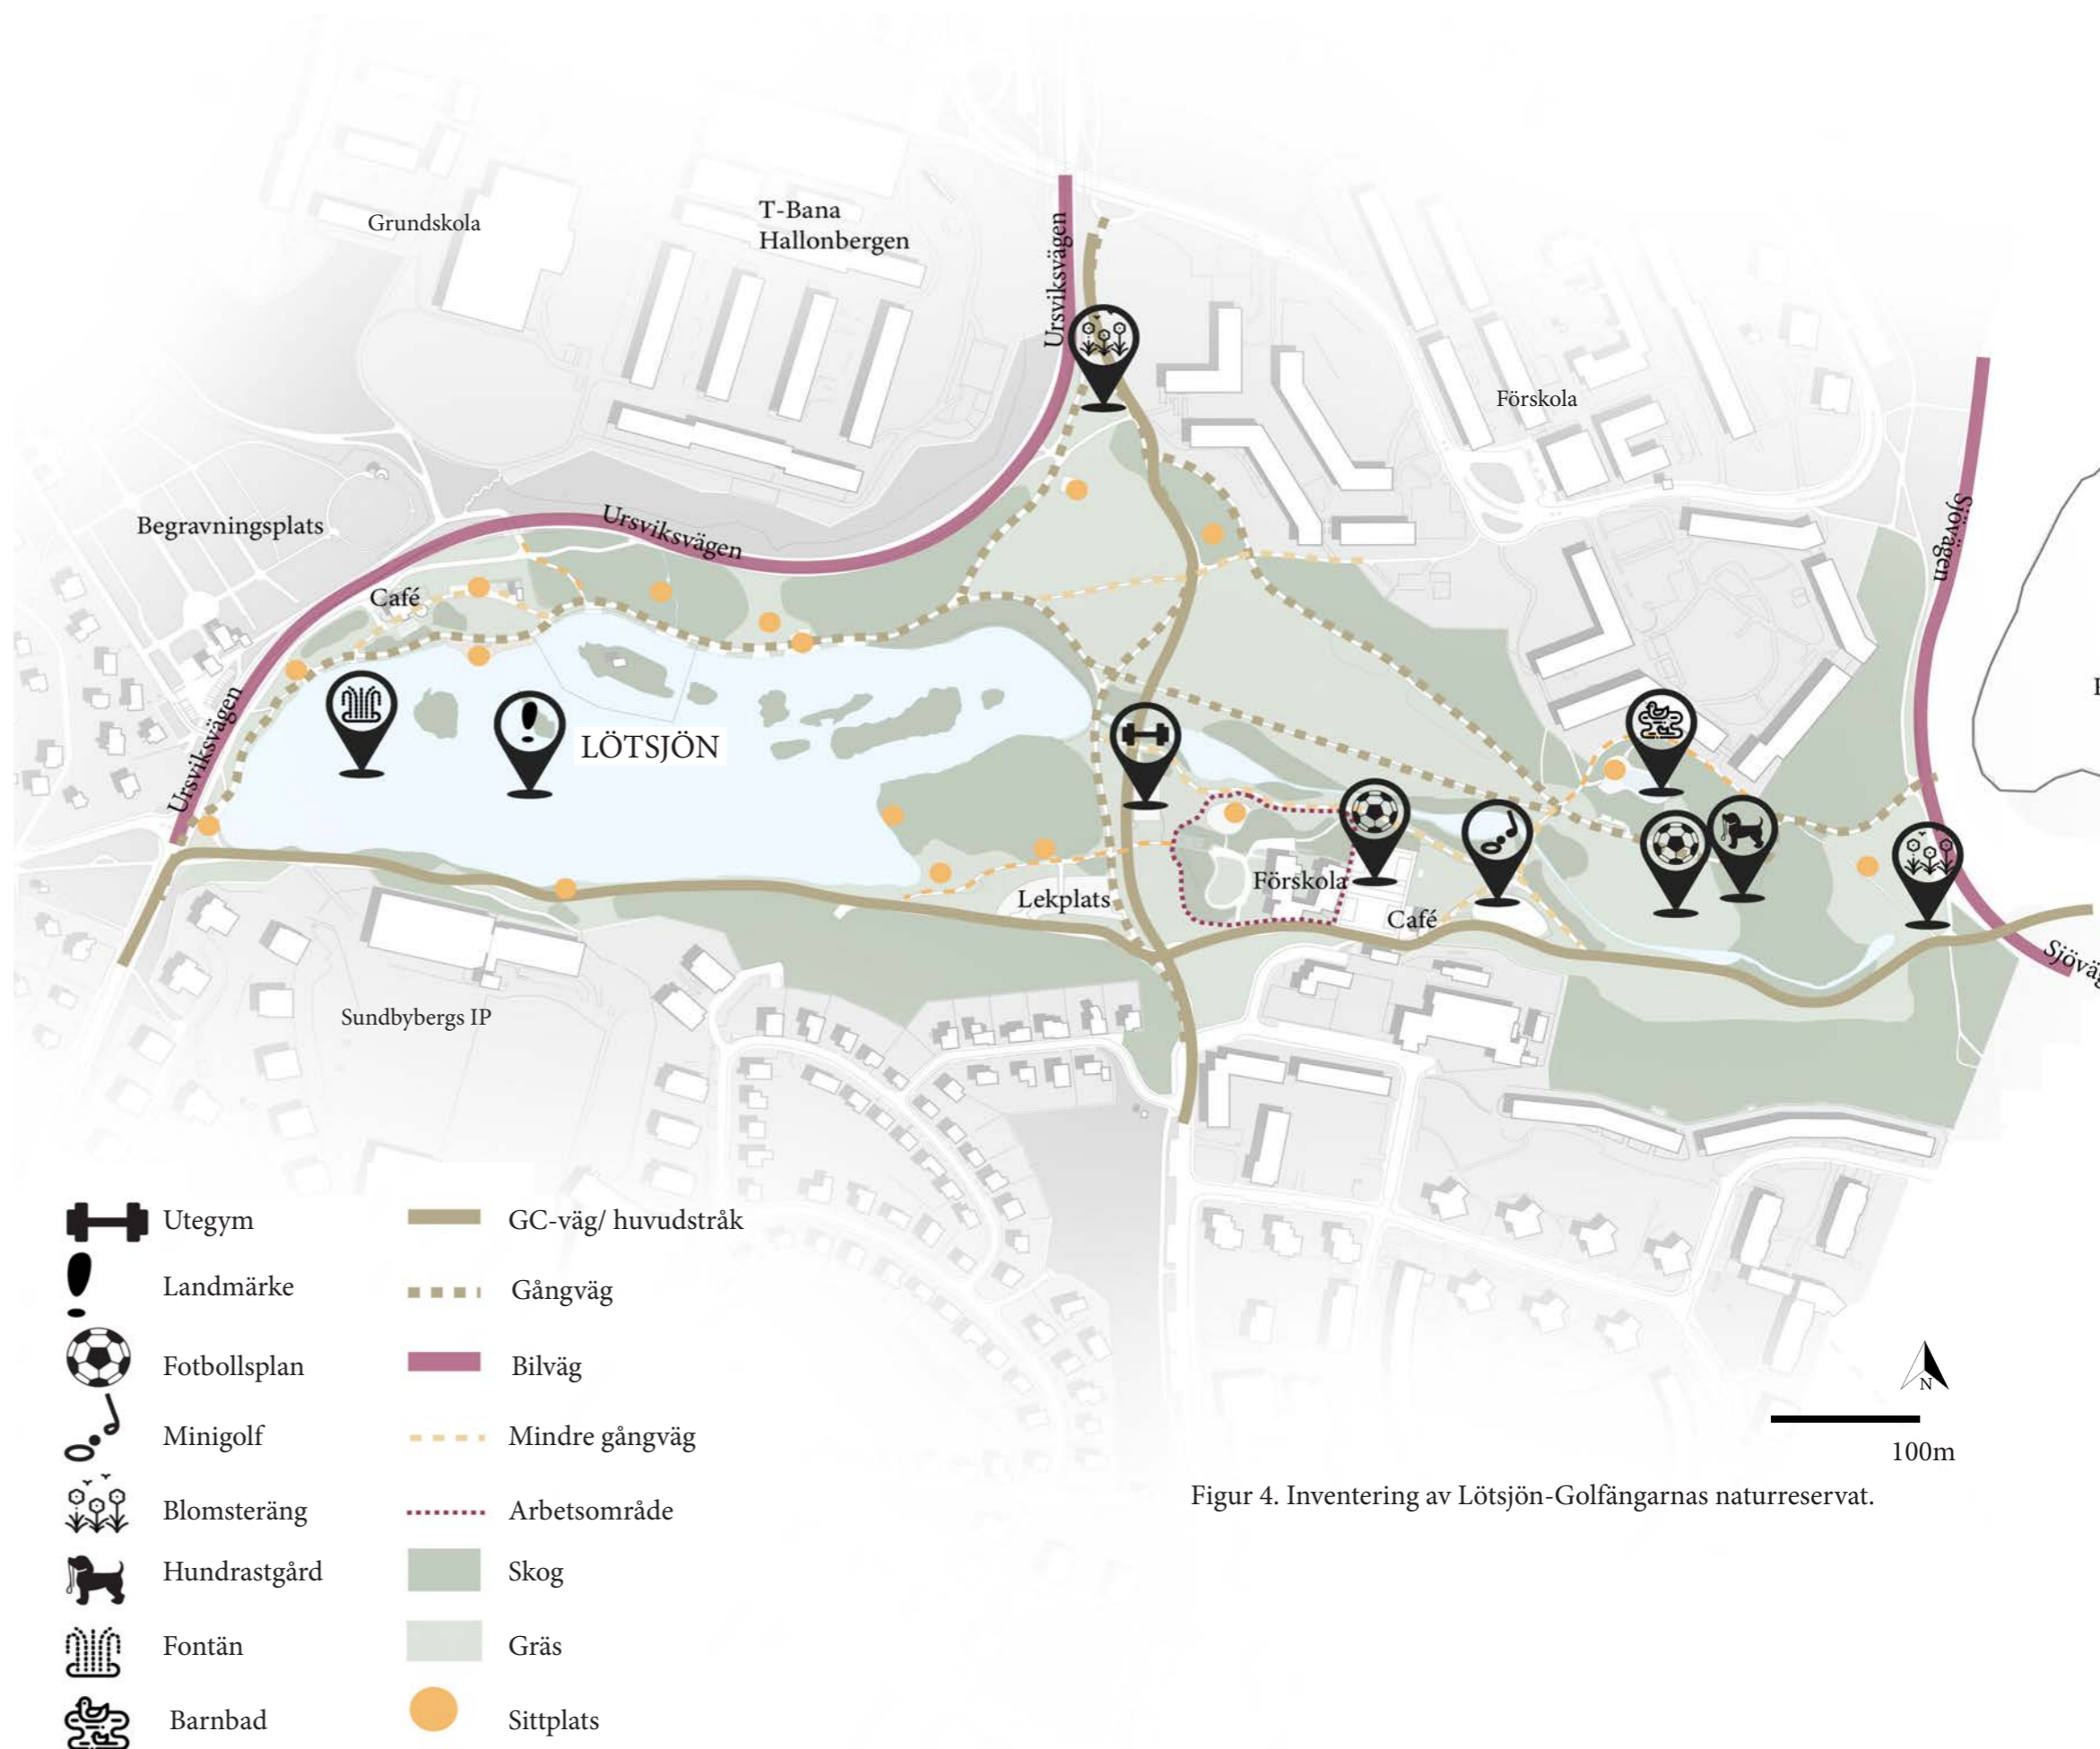 Grundskola
T-Bana
Hallonbergen
Ursviksvägen
Förskola
Begravningsplats
Ursviksvägen
Sjövägen
Café
Ursviksvägen
LÖTSJÖN
Förskola
Lekplats
Café
Sundbybergs IP
Utegym
GC-väg/ huvudstråk
Landmärke
Gångväg
Fotbollsplan
Bilväg
Minigolf
Mindre gångväg
Blomsteräng
Arbetsområde
Hundrastgård
Skog
Fontän
Gräs
Barnbad
Sittplats
N
100m
Figur 4. Inventering av Lötsjön-Golfängarnas naturreservat.